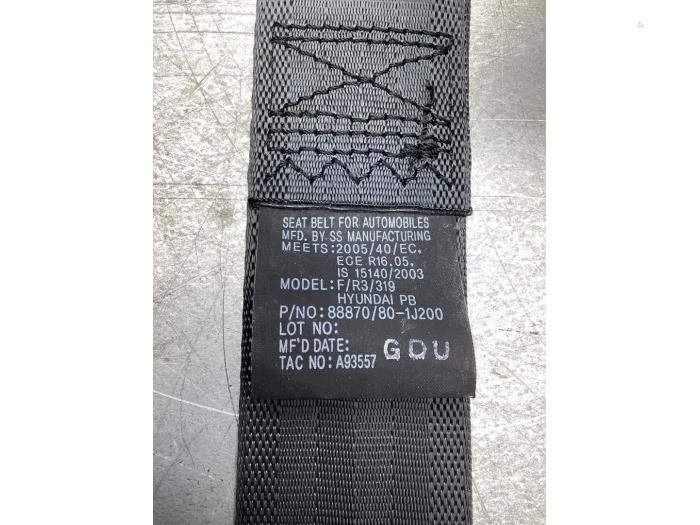 SEAT BELT FOR AUTOMOBILES
MFD. BY SS MANUFACTURING
MEETS:2005/40/EC,
ECE R16.05,
IS 15140/2003
MODEL: F/R3/319
HYUNDAI PB
P/NO: 88870/80-1J200
LOT NO:
MF'D DATE: GDU
TAC NO: A93557